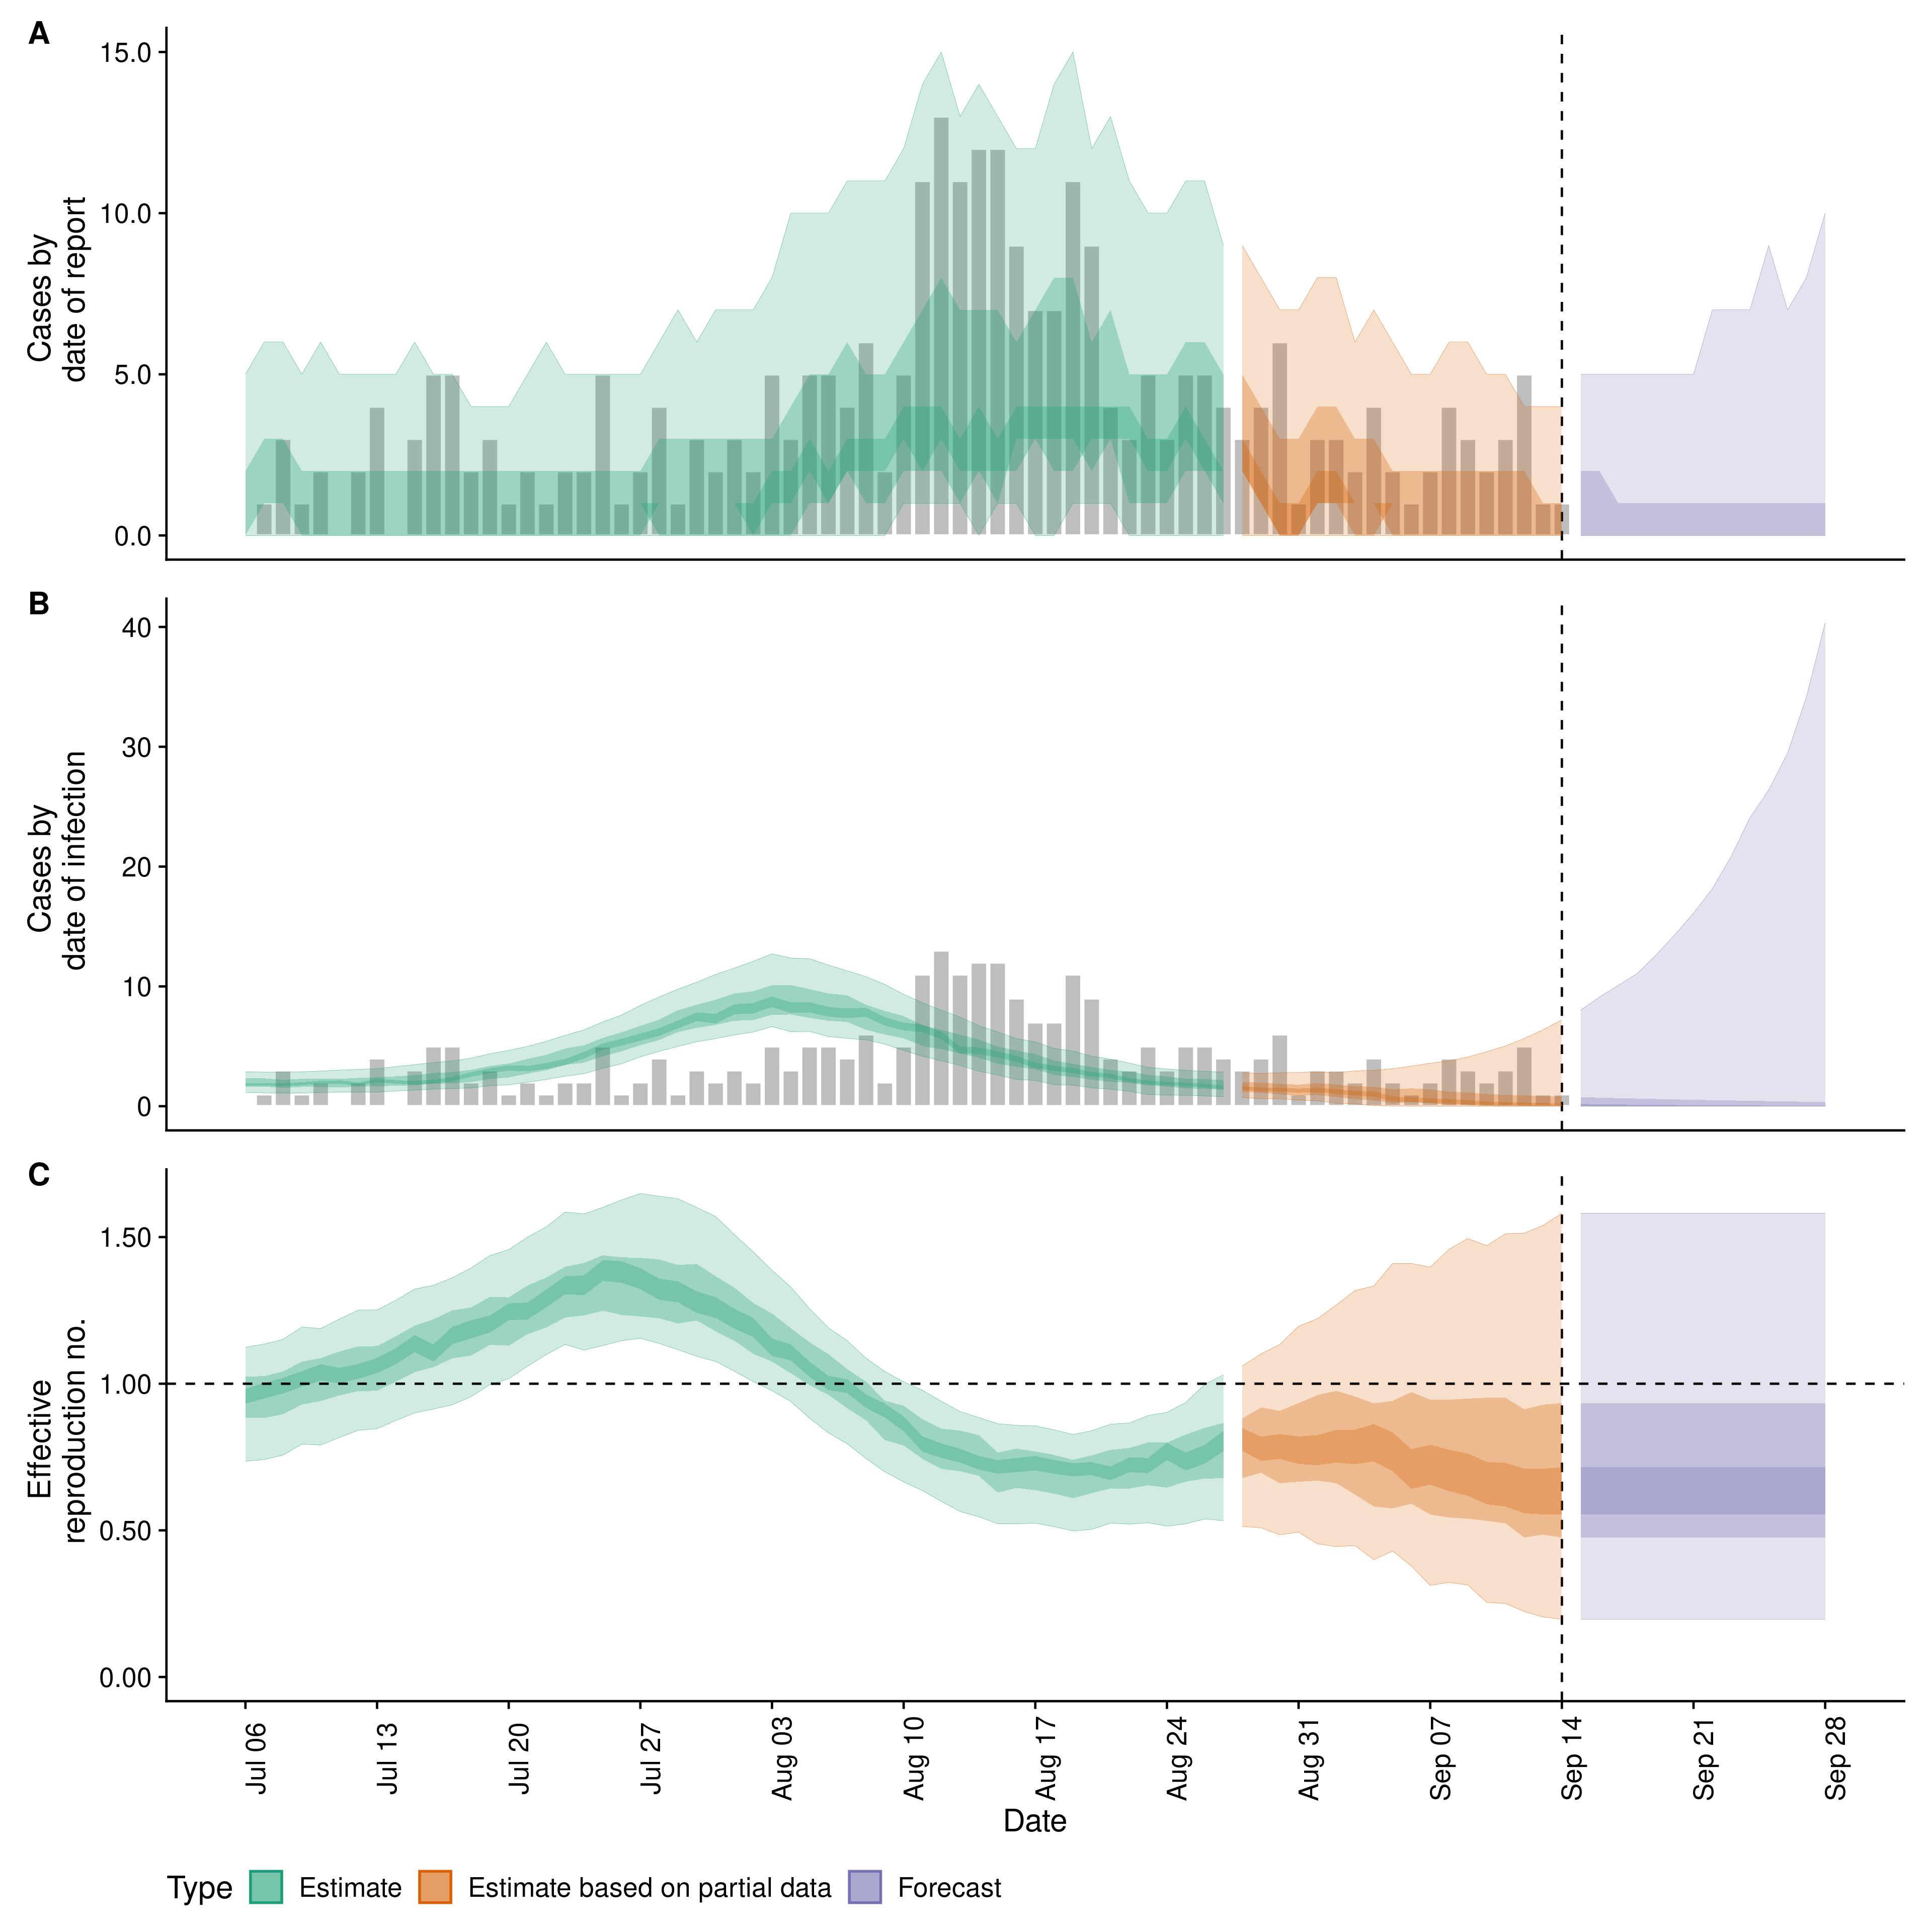 A
15.0
10.0
5.0
0.0
Cases by
date of report
B
40
30
20
10
0
Cases by
date of infection
C
1.50
1.00
0.50
0.00
Effective
reproduction no.
Jul 06
Jul 13
Jul 20
Jul 27
Aug 03
Aug 10
Aug 17
Aug 24
Aug 31
Sep 07
Sep 14
Sep 21
Sep 28
Date
Type Estimate Estimate based on partial data Forecast